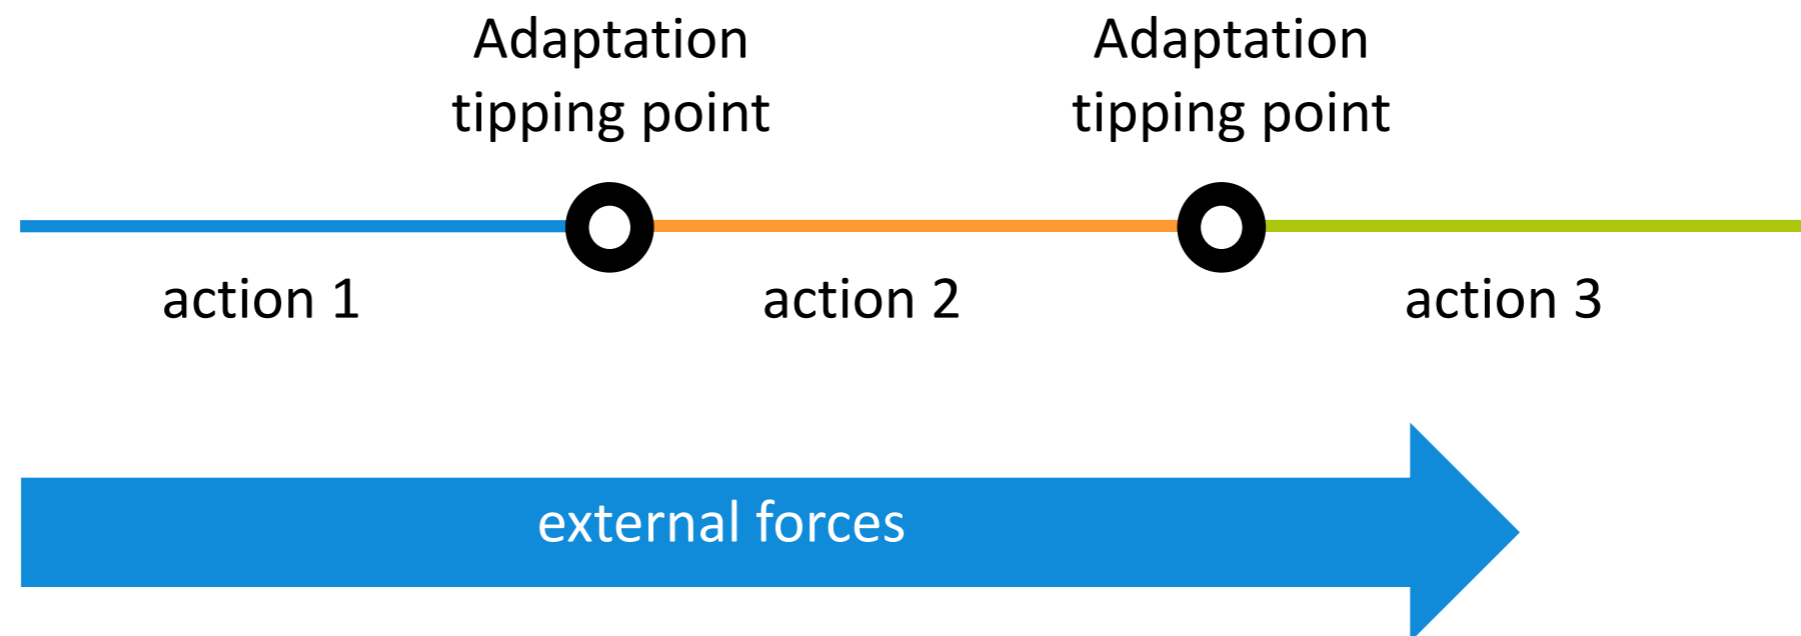 Adaptation
tipping point
Adaptation
tipping point
action 1
action 2
action 3
external forces